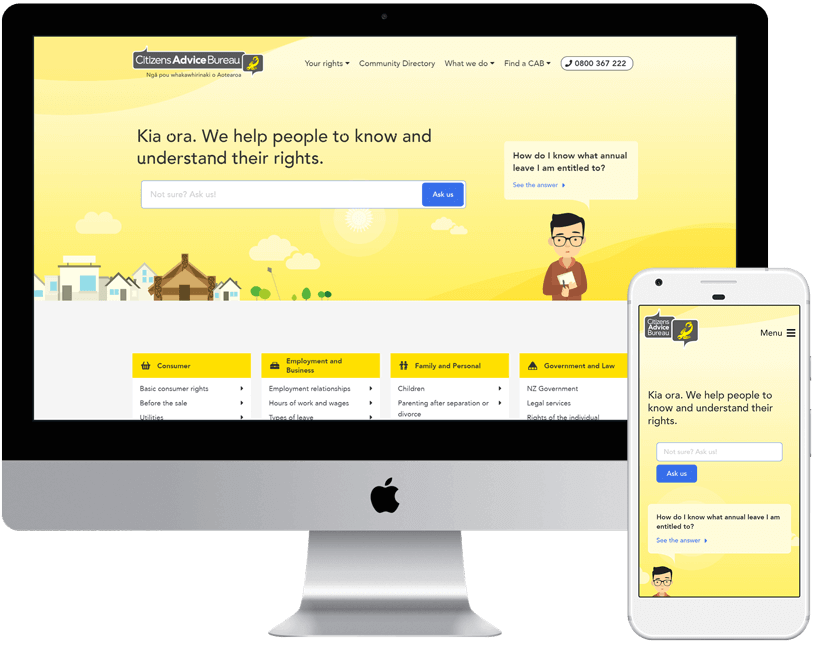 CitizensAdviceBureau
Ngā pou whakawhirinaki o Aotearoa
Your rights
Community Directory
What we do
Find a CAB
0800 367 222
Kia ora. We help people to know and
understand their rights.
Not sure? Ask us!
Ask us
How do I know what annual
leave I am entitled to?
See the answer
Consumer
Basic consumer rights
Before the sale
Utilities
Employment and
Business
Employment relationships
Hours of work and wages
Types of leave
Family and Personal
Children
Parenting after separation or
divorce
Government and Law
NZ Government
Legal services
Rights of the individual
Citizens
Advice
Bureau
Menu
Kia ora. We help people to
know and understand their
rights.
Not sure? Ask us!
Ask us
How do I know what annual leave I am
entitled to?
See the answer